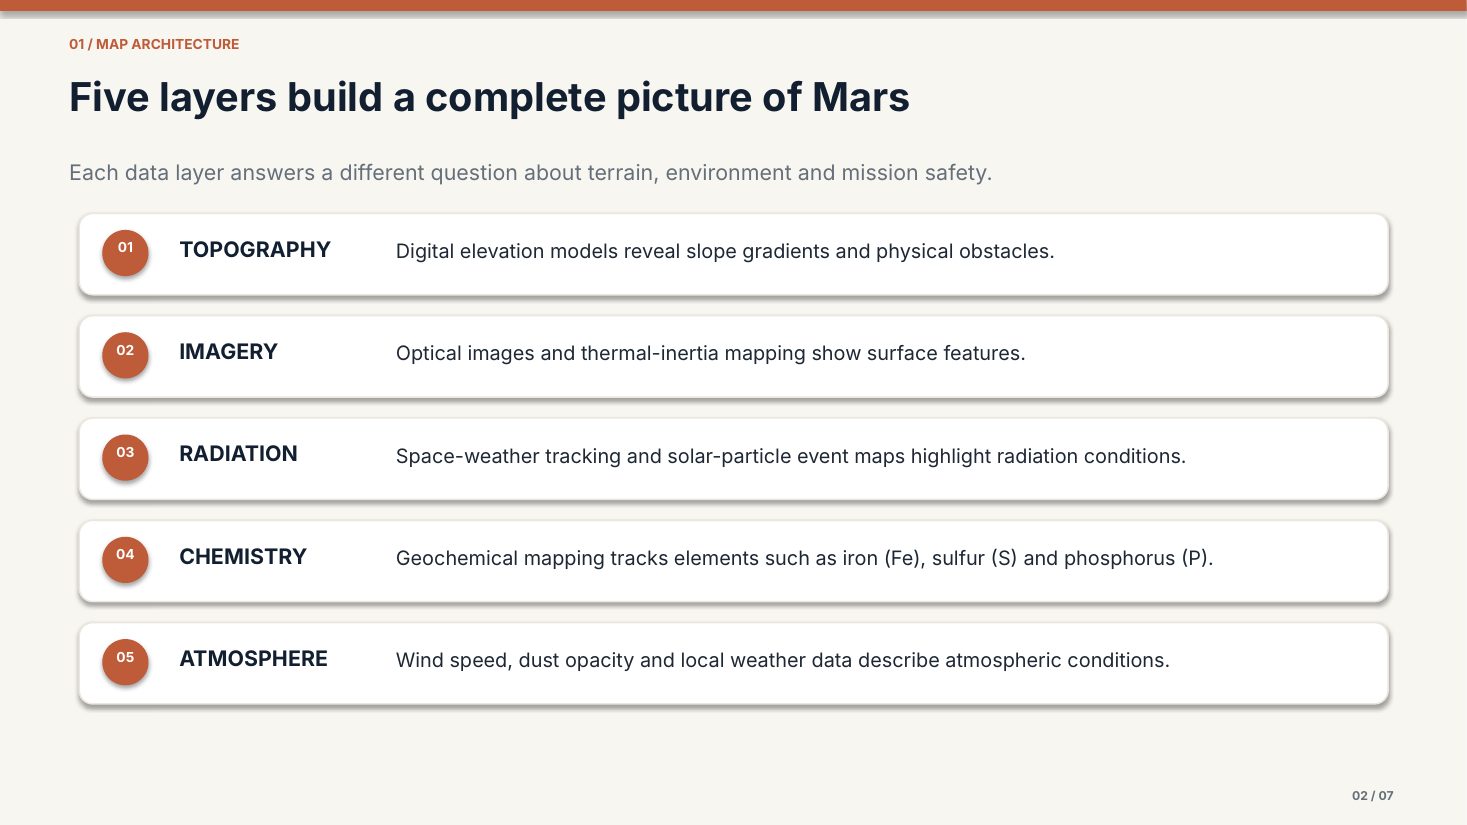 01 / MAP ARCHITECTURE
Five layers build a complete picture of Mars
Each data layer answers a different question about terrain, environment and mission safety.
01 TOPOGRAPHY Digital elevation models reveal slope gradients and physical obstacles.
02 IMAGERY Optical images and thermal-inertia mapping show surface features.
03 RADIATION Space-weather tracking and solar-particle event maps highlight radiation conditions.
04 CHEMISTRY Geochemical mapping tracks elements such as iron (Fe), sulfur (S) and phosphorus (P).
05 ATMOSPHERE Wind speed, dust opacity and local weather data describe atmospheric conditions.
02 / 07